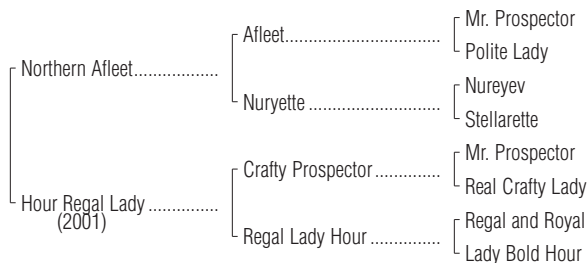 Mr. Prospector
Afleet
Polite Lady
Northern Afleet
Nureyev
Nuryette
Stellarette
Mr. Prospector
Crafty Prospector
Real Crafty Lady
Hour Regal Lady
(2001)
Regal and Royal
Regal Lady Hour
Lady Bold Hour